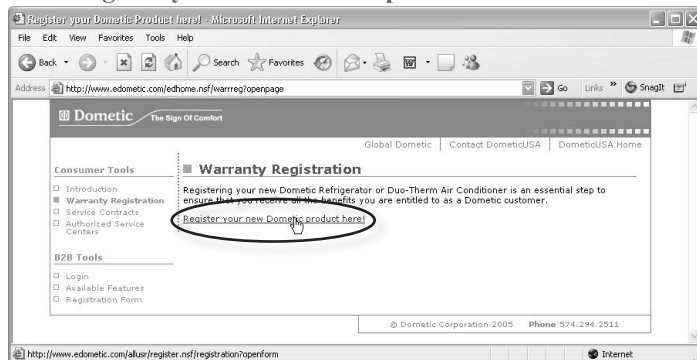 Register your Dometic Product here! - Microsoft Internet Explorer
File Edit View Favorites Tools Help
Back Search Favorites
Address http://www.edometic.com/edhome.nsf/warrreg?openpage Go Links » SnagIt
Dometic The Sign Of Comfort
Global Dometic Contact DometicUSA DometicUSA Home
Consumer Tools
Introduction
Warranty Registration
Service Contracts
Authorized Service
Centers
B2B Tools
Login
Available Features
Registration Form
Warranty Registration
Registering your new Dometic Refrigerator or Duo-Therm Air Conditioner is an essential step to
ensure that you receive all the benefits you are entitled to as a Dometic customer.
Register your new Dometic product here!
© Dometic Corporation 2005 Phone 574.294.2511
http://www.edometic.com/allusr/register.nsf/registration?openform Internet